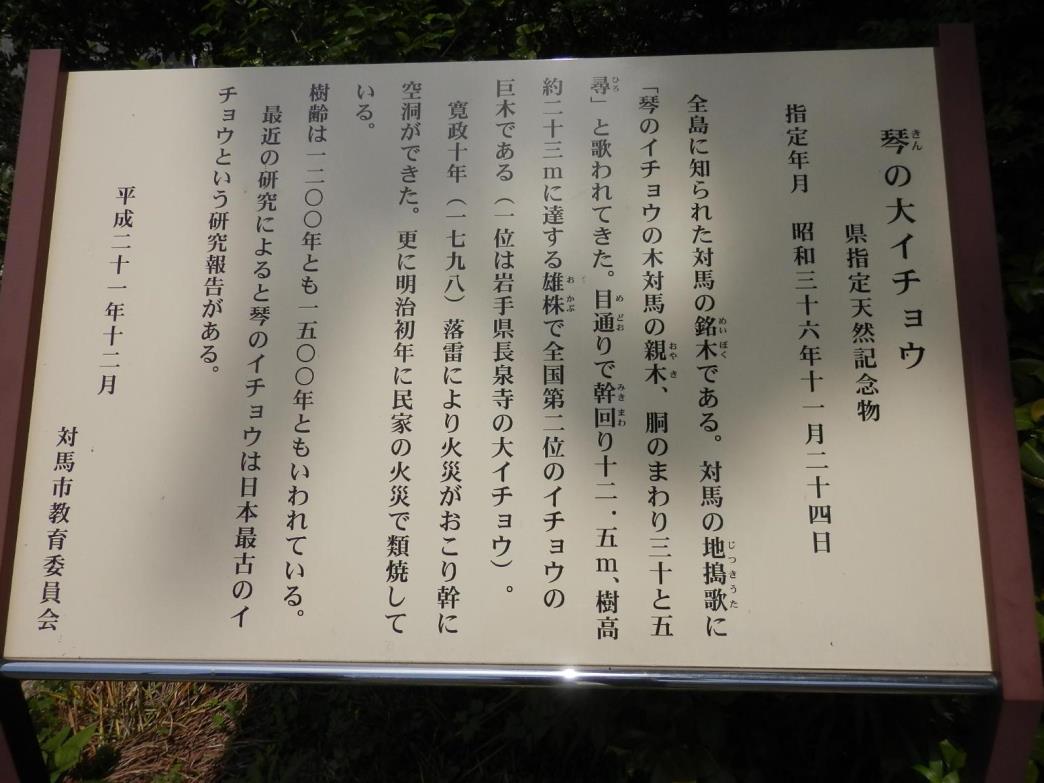 琴の大イチョウ
県指定天然記念物
指定年月　昭和三十六年十一月二十四日
全島に知られた対馬の銘木である。対馬の地搗歌に
「琴のイチョウの木対馬の親木、胴のまわり三十と五
尋」と歌われてきた。目通りで幹回り十二．五ｍ、樹高
約二十三ｍに達する雄株で全国第二位のイチョウの
巨木である（一位は岩手県長泉寺の大イチョウ）。
寛政十年（一七九八）落雷により火災がおこり幹に
空洞ができた。更に明治初年に民家の火災で類焼して
いる。
樹齢は一二〇〇年とも一五〇〇年ともいわれている。
最近の研究によると琴のイチョウは日本最古のイ
チョウという研究報告がある。
平成二十一年十二月
対馬市教育委員会